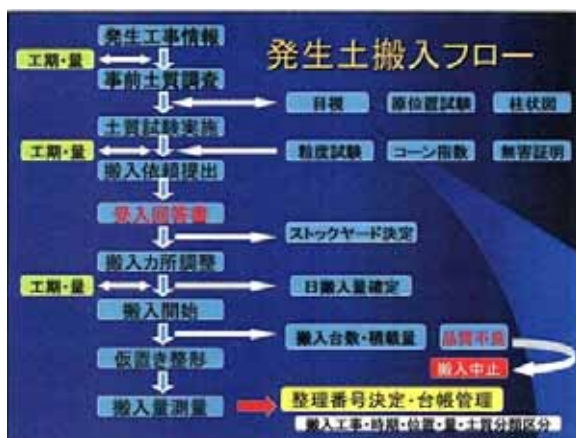 発生土搬入フロー
発生工事情報
工期・量
事前土質調査
目視 原位置試験 柱状図
土質試験実施
工期・量
粒度試験 コーン指数 無害証明
搬入依頼提出
受入回答書
ストックヤード決定
搬入カ所調整
工期・量
日搬入量確定
搬入開始
搬入台数・積載量 品質不良
仮置き整形
搬入中止
搬入量測量
整理番号決定・台帳管理
搬入工事・時期・位置・量・土質分類区分